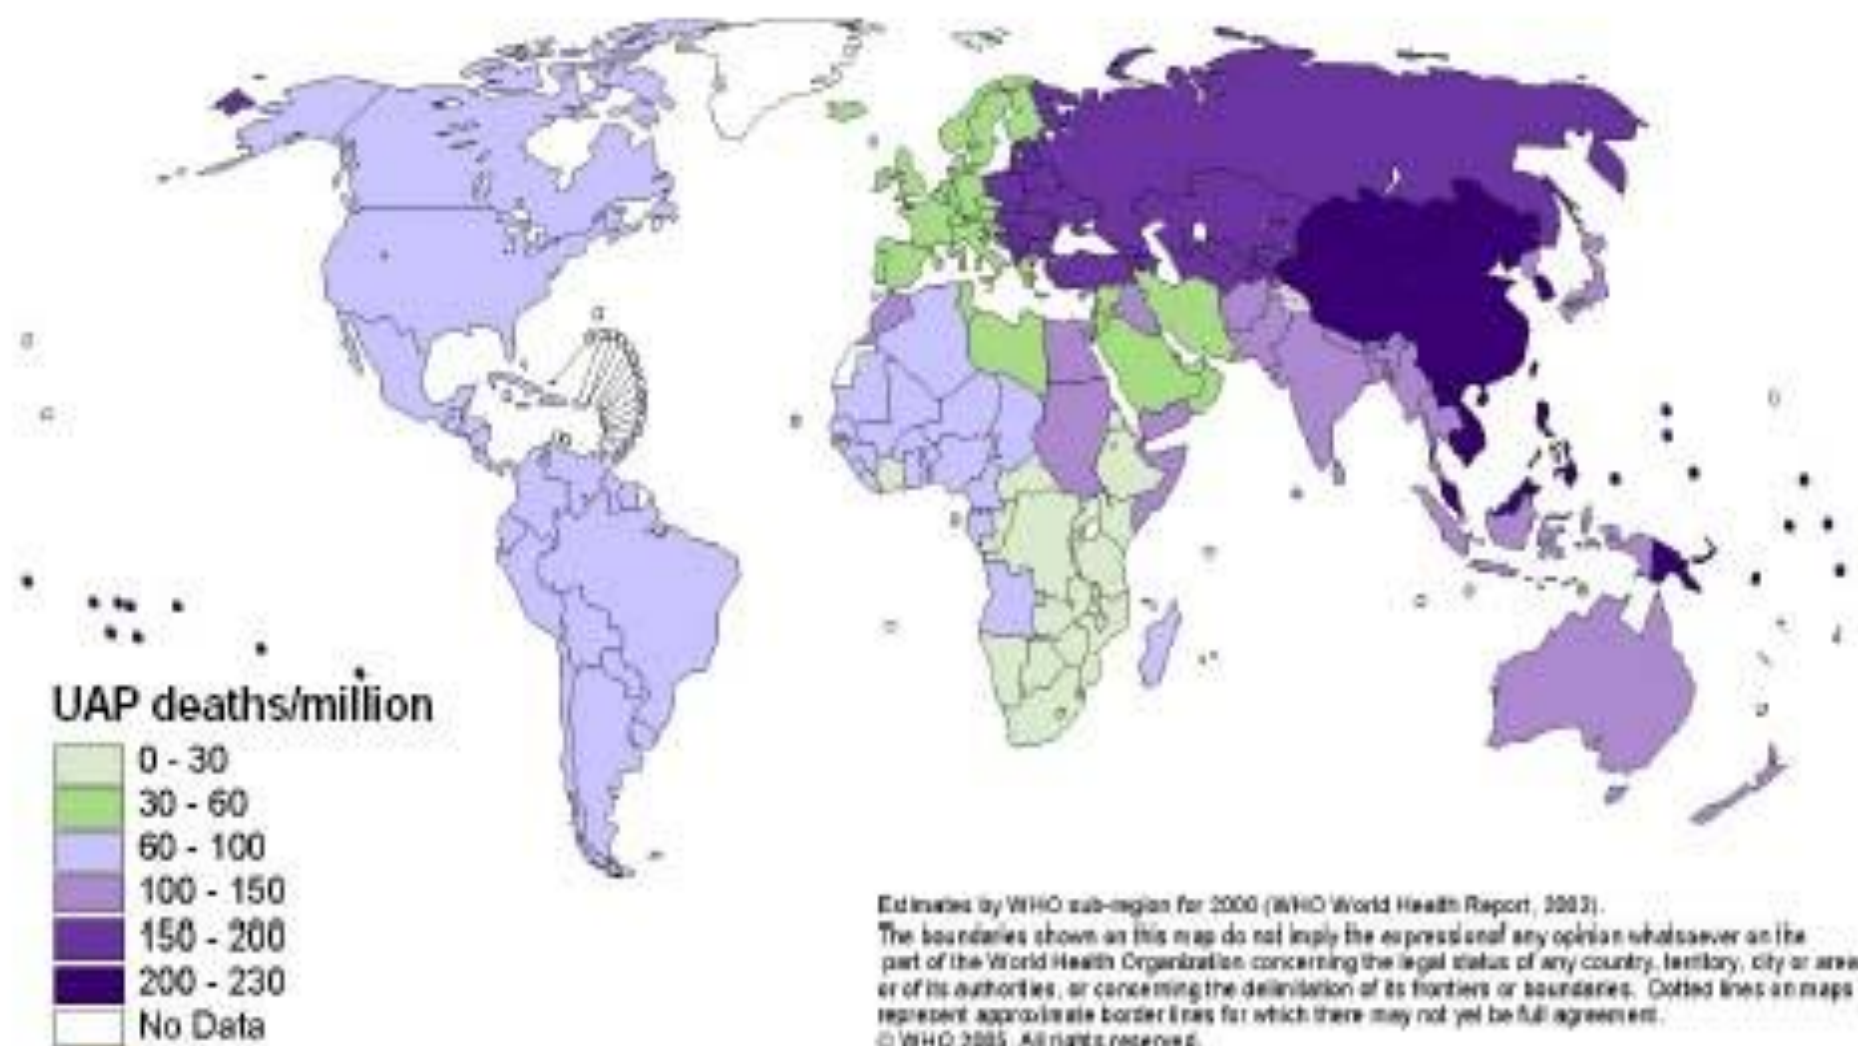 UAP deaths/million
0 - 30
30 - 60
60 - 100
100 - 150
150 - 200
200 - 230
No Data
Estimates by WHO sub-region for 2000 (WHO World Health Report, 2002).
The boundaries shown on this map do not imply the expression of any opinion whatsoever on the
part of the World Health Organization concerning the legal status of any country, territory, city or area
or of its authorities, or concerning the delimitation of its frontiers or boundaries. Dotted lines on maps
represent approximate border lines for which there may not yet be full agreement.
© WHO 2005. All rights reserved.